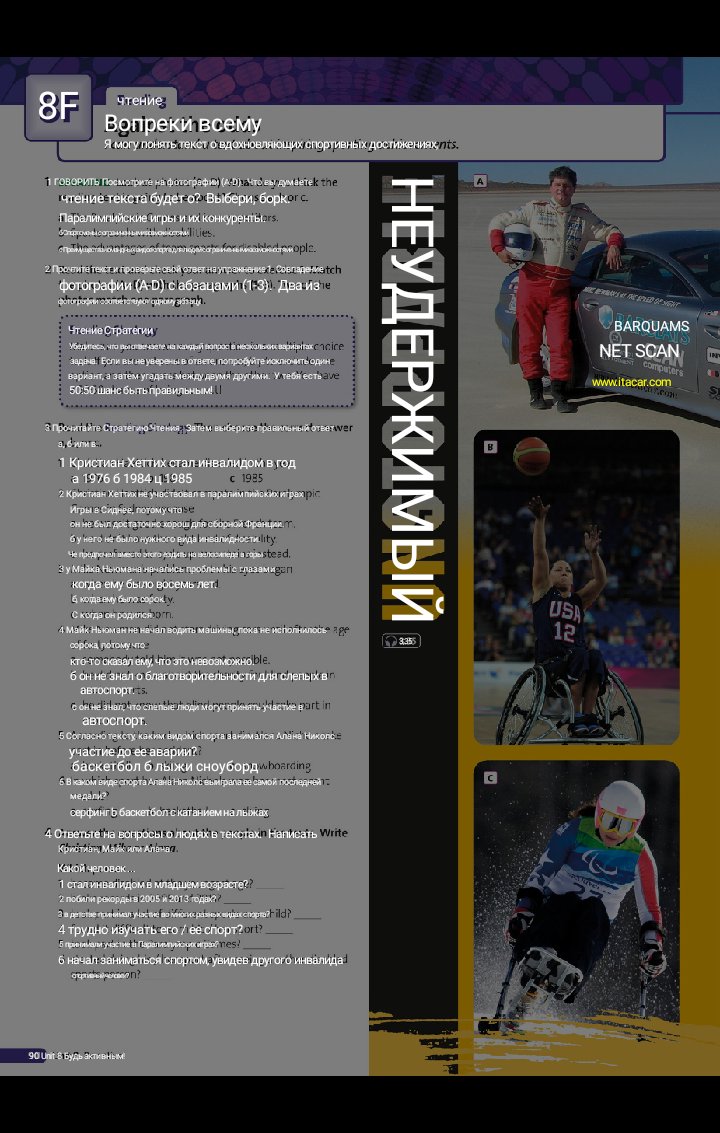 8F
чтение
Вопреки всему
Я могу понять текст о вдохновляющих спортивных достижениях,
1 ГОВОРИТЬ Посмотрите на фотографии (A-D). Что вы думаете
чтение текста будет о? Выбери, борк.
Паралимпийские игры и их конкуренты.
2 Прочтите текст и проверьте свой ответ на упражнение 1. Совпадение
фотографии (A-D) с абзацами (1-3). Два из
фотографии соответствуют одному абзацу.
Чтение Стратегии,
Убедитесь, что вы отвечаете на каждый вопрос в нескольких вариантах
задача. Если вы не уверены в ответе, попробуйте исключить один
вариант, а затем угадать между двумя другими. У тебя есть
50:50 шанс быть правильным!
3 Прочитайте Стратегию Чтения. Затем выберите правильный ответ
а, б или в.
1 Кристиан Хеттих стал инвалидом в год
а 1976 б 1984 ц 1985 c 1985
2 Кристиан Хеттих не участвовал в паралимпийских играх
Игры в Сиднее, потому что
он не был достаточно хорош для сборной Франции.
б у него не было нужного вида инвалидности.
Че предпочел вместо этого ездить на велосипеде в горы.
3 у Майка Ньюмана начались проблемы с глазами
когда ему было восемь лет.
б, когда ему было сорок.
С когда он родился.
4 Майк Ньюман не начал водить машины, пока не исполнилось
сорока, потому что
кто-то сказал ему, что это невозможно.
б он не знал о благотворительности для слепых в
автоспорт.
с он не знал, что слепые люди могут принять участие в
автоспорт.
5 Согласно тексту, каким видом спорта занимался Алана Николс
участие до ее аварии?
баскетбол б лыжи сноуборд
6 В каком виде спорта Алана Николс выиграла ее самой последней
медали?
серфинг b баскетбол с катанием на лыжах
4 Ответьте на вопросы о людях в текстах. Написать
Кристиан, Майк или Алана.
Какой человек...
1 стал инвалидом в младшем возрасте?
2 побили рекорды в 2005 и 2013 годах?
3 в детстве принимал участие во многих разных видах спорта?
4 трудно изучать его / ее спорт?
5 принимали участие в Паралимпийских играх?
6 начал заниматься спортом, увидев другого инвалида
90 Unit 8 Будь активным!
НЕУДЕРЖИМЫЙ
3.35
A
BARQUAMS
NET SCAN
www.itacar.com
computers
B
USA
12
C